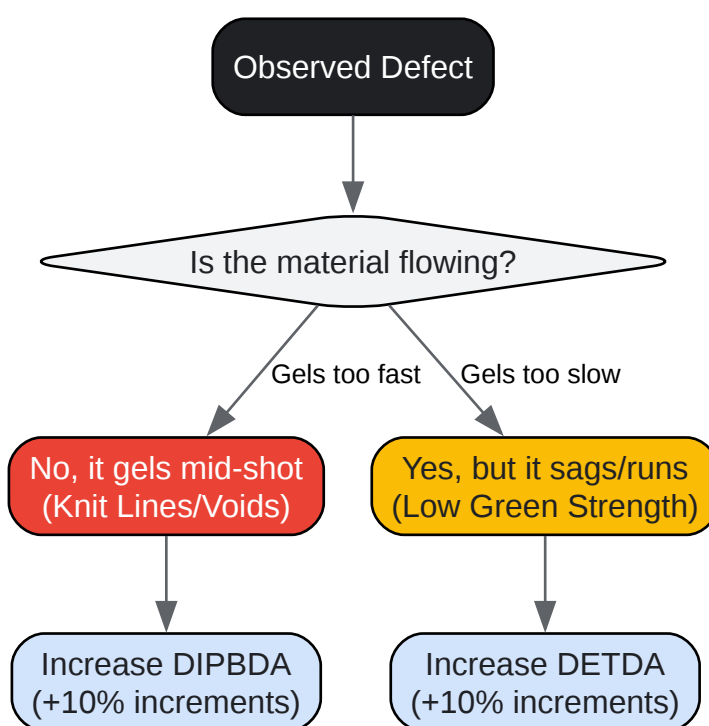 Observed Defect
Is the material flowing?
Gels too fast
Gels too slow
No, it gels mid-shot
(Knit Lines/Voids)
Yes, but it sags/runs
(Low Green Strength)
Increase DIPBDA
(+10% increments)
Increase DETDA
(+10% increments)